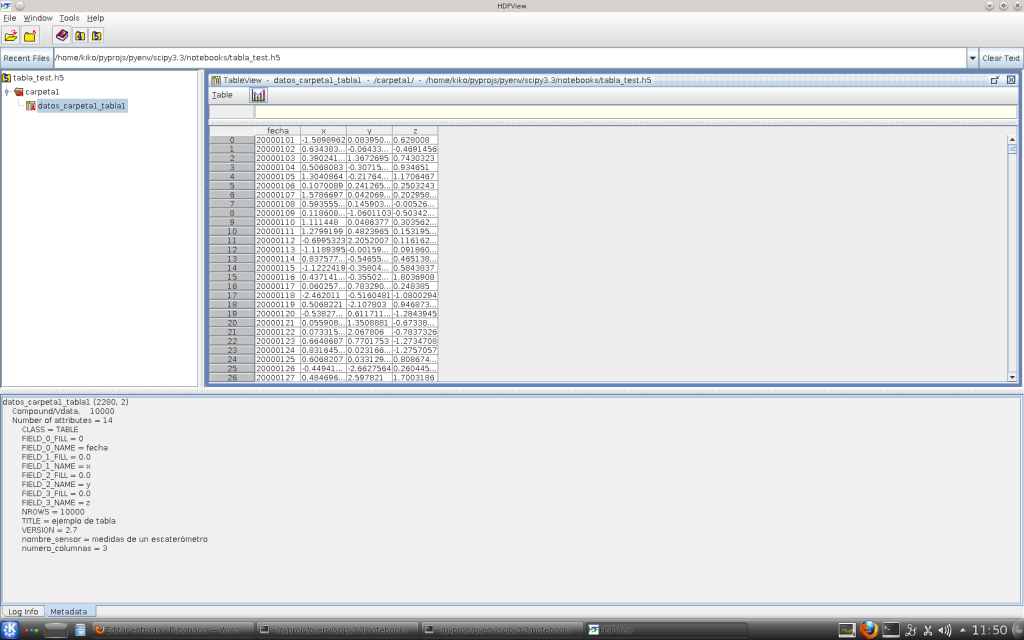 HDFView
File Window Tools Help
Recent Files /home/kiko/pyprojs/pyenv/scipy3.3/notebooks/tabla_test.h5 Clear Text
tabla_test.h5
carpeta1
datos_carpeta1_tabla1
TableView - datos_carpeta1_tabla1 - /carpeta1/ - /home/kiko/pyprojs/pyenv/scipy3.3/notebooks/tabla_test.h5
Table
fecha x y z
0 20000101 -1.5898962 0.083950... 0.628008
1 20000102 0.634383... -0.06433... -0.4691456
2 20000103 0.390241... 1.3672695 0.7430323
3 20000104 0.5068083 -0.30715... 0.934651
4 20000105 1.3040864 -0.21764... 1.1706467
5 20000106 0.1070089 0.241265... 0.2503243
6 20000107 1.5786697 0.042069... 0.202958...
7 20000108 0.593555... 0.145903... -0.00526...
8 20000109 0.118608... -1.0601103 -0.50342...
9 20000110 1.111448 0.0486377 0.303562...
10 20000111 1.2799199 0.4823965 0.153195...
11 20000112 -0.6995323 2.2052007 0.116162...
12 20000113 -1.1189395 -0.00159... 0.091860...
13 20000114 0.837577... -0.54655... 0.465138...
14 20000115 -1.1222419 -0.35804... 0.5843837
15 20000116 0.437141... -0.35502... 1.8036908
16 20000117 0.060257... 0.783290... 0.248385
17 20000118 -2.462011 -0.5160481 -1.0800294
18 20000119 0.5068221 -2.107803 0.946873...
19 20000120 -0.53827... 0.611711... -1.2843945
20 20000121 0.055908... 1.3508881 -0.67338...
21 20000122 0.073315... 2.067806 -0.7837326
22 20000123 0.6648687 0.7701753 -1.2734708
23 20000124 0.831645... 0.023166... -1.2757057
24 20000125 0.6068207 0.033129... 0.808674...
25 20000126 -0.44941... -2.6627564 0.260445...
26 20000127 0.484696... 2.597821 1.7003186
datos_carpeta1_tabla1 (2280, 2)
Compound/Vdata, 10000
Number of attributes = 14
CLASS = TABLE
FIELD_0_FILL = 0
FIELD_0_NAME = fecha
FIELD_1_FILL = 0.0
FIELD_1_NAME = x
FIELD_2_FILL = 0.0
FIELD_2_NAME = y
FIELD_3_FILL = 0.0
FIELD_3_NAME = z
NROWS = 10000
TITLE = ejemplo de tabla
VERSION = 2.7
nombre_sensor = medidas de un escaterómetro
numero_columnas = 3
Log Info Metadata
Editar entrada ‹ Pybonacci — Word ~/pyprojs/pyenv/scipy3.3/notebook ~/pyprojs/pyenv/scipy3.3/notebook HDFView 11:50